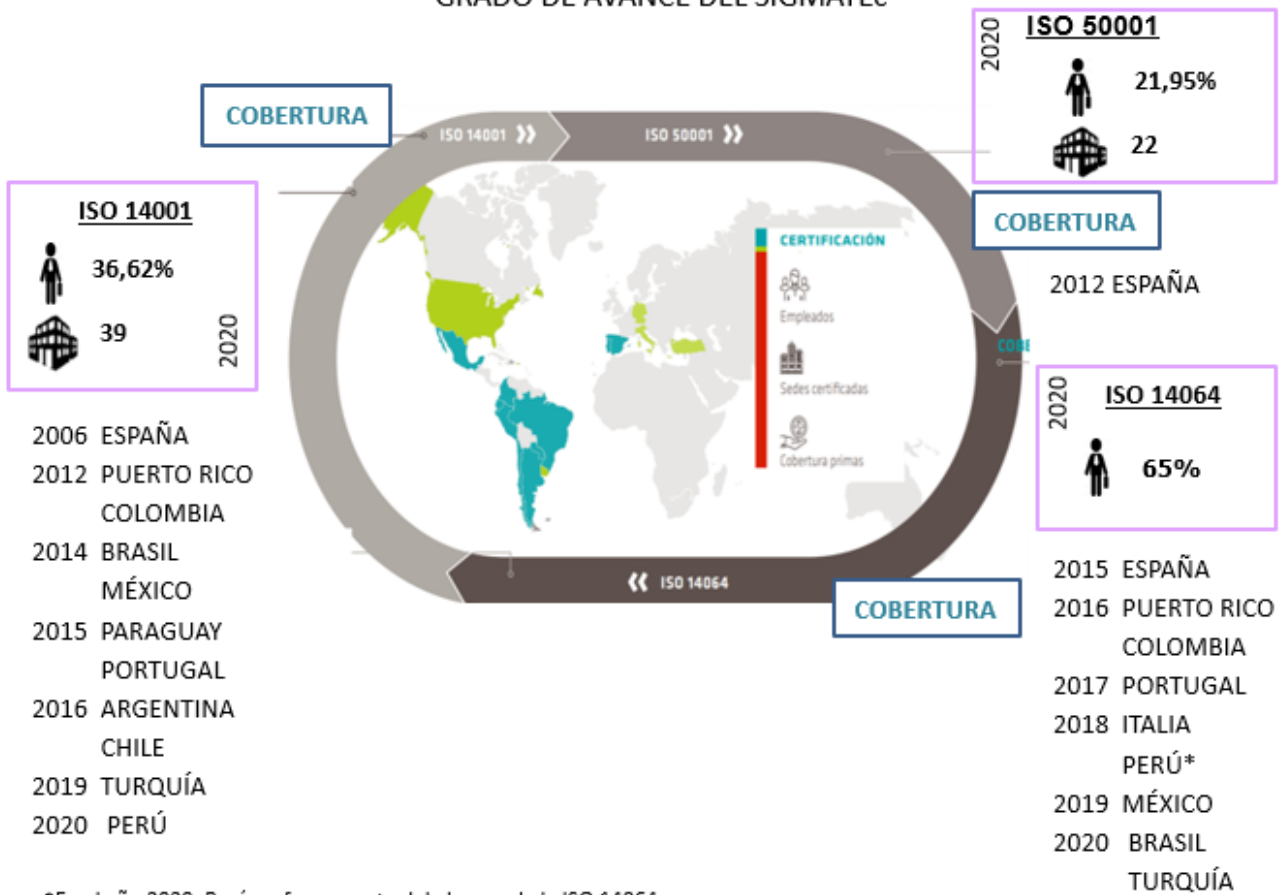 GRADO DE AVANCE DEL SIGMAYEc
2020
ISO 50001
21,95%
22
COBERTURA
ISO 14001
ISO 50001
ISO 14001
36,62%
39
2020
COBERTURA
2012 ESPAÑA
CERTIFICACIÓN
Empleados
Sedes certificadas
Cobertura primas
COBE
2020
ISO 14064
65%
2006 ESPAÑA
2012 PUERTO RICO
COLOMBIA
2014 BRASIL
MÉXICO
2015 PARAGUAY
PORTUGAL
2016 ARGENTINA
CHILE
2019 TURQUÍA
2020 PERÚ
ISO 14064
COBERTURA
2015 ESPAÑA
2016 PUERTO RICO
COLOMBIA
2017 PORTUGAL
2018 ITALIA
PERÚ*
2019 MÉXICO
2020 BRASIL
TURQUÍA